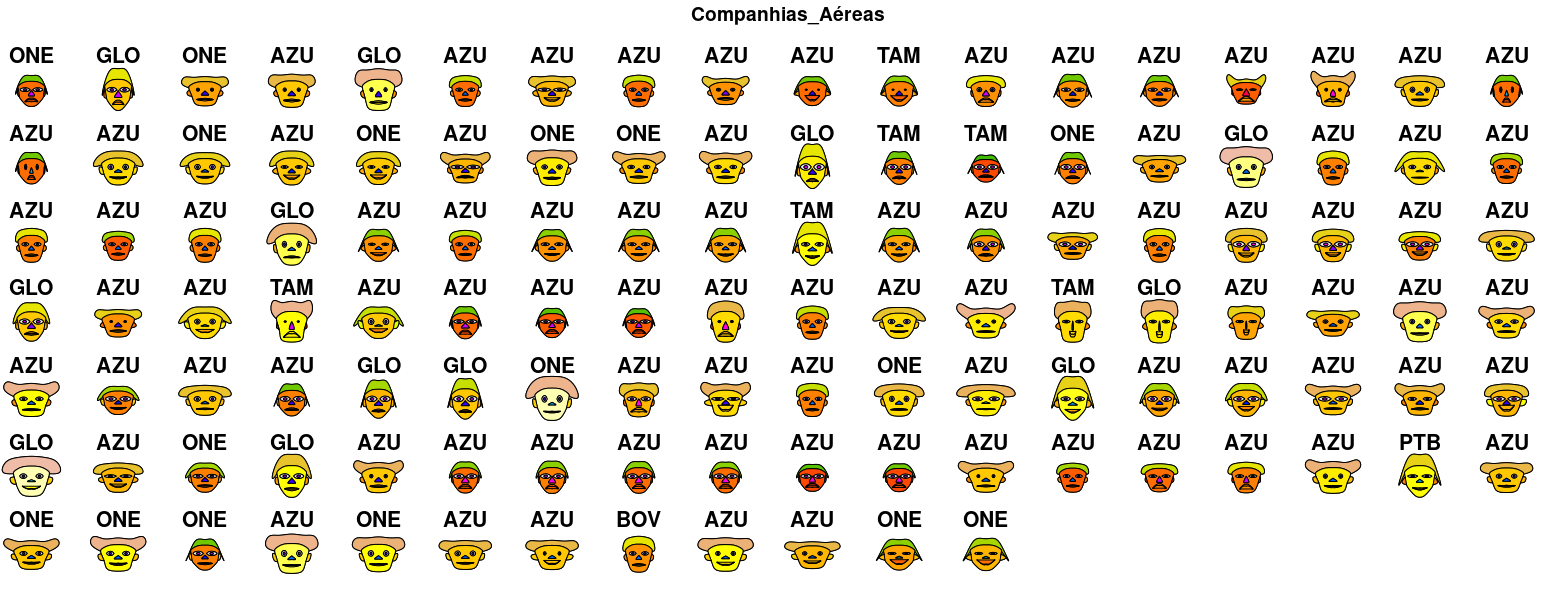 Companhias_Aéreas
ONE GLO ONE AZU GLO AZU AZU AZU AZU AZU TAM AZU AZU AZU AZU AZU AZU AZU
AZU AZU ONE AZU ONE AZU ONE ONE AZU GLO TAM TAM ONE AZU GLO AZU AZU AZU
AZU AZU AZU GLO AZU AZU AZU AZU AZU TAM AZU AZU AZU AZU AZU AZU AZU AZU
GLO AZU AZU TAM AZU AZU AZU AZU AZU AZU AZU AZU TAM GLO AZU AZU AZU AZU
AZU AZU AZU AZU GLO GLO ONE AZU AZU AZU ONE AZU GLO AZU AZU AZU AZU AZU
GLO AZU ONE GLO AZU AZU AZU AZU AZU AZU AZU AZU AZU AZU AZU AZU PTB AZU
ONE ONE ONE AZU ONE AZU AZU BOV AZU AZU ONE ONE